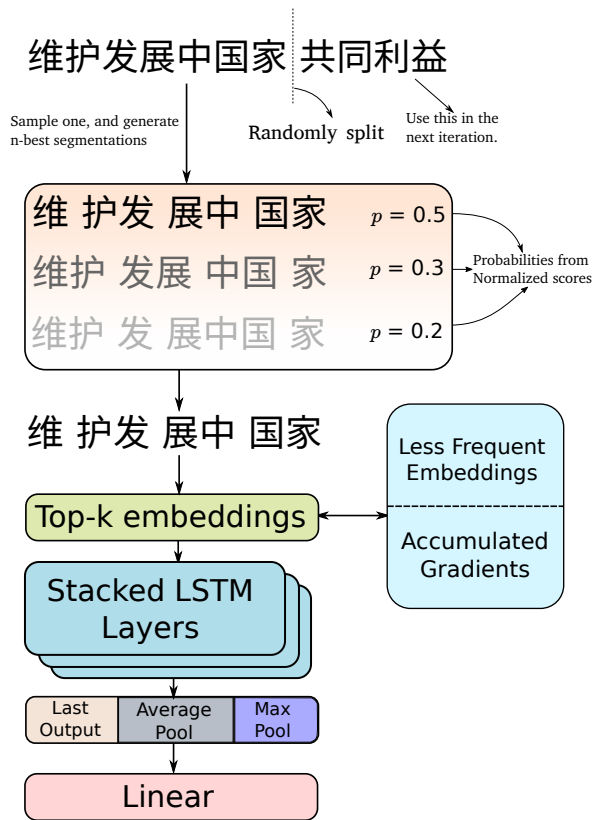 维护发展中国家 共同利益
Sample one, and generate
n-best segmentations
Randomly split
Use this in the
next iteration.
维 护发 展中 国家 p = 0.5
维护 发展 中国 家 p = 0.3
维护 发 展中国 家 p = 0.2
Probabilities from
Normalized scores
维 护发 展中 国家
Less Frequent
Embeddings
Top-k embeddings
Accumulated
Gradients
Stacked LSTM
Layers
Last
Output
Average
Pool
Max
Pool
Linear